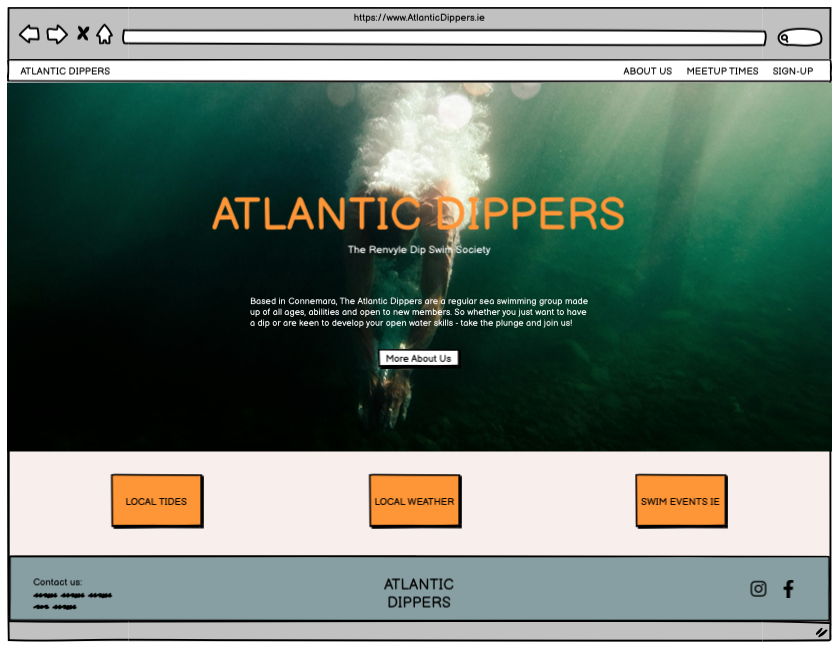 https://www.AtlanticDippers.ie
ATLANTIC DIPPERS
ABOUT US
MEETUP TIMES
SIGN-UP
ATLANTIC DIPPERS
The Renvyle Dip Swim Society
Based in Connemara, The Atlantic Dippers are a regular sea swimming group made
up of all ages, abilities and open to new members. So whether you just want to have
a dip or are keen to develop your open water skills - take the plunge and join us!
More About Us
LOCAL TIDES
LOCAL WEATHER
SWIM EVENTS IE
Contact us:
ATLANTIC
DIPPERS